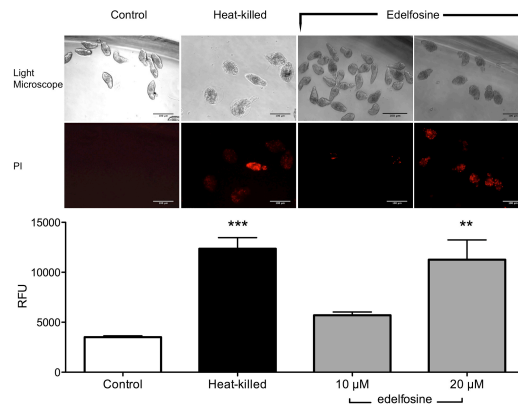 Control Heat-killed Edelfosine
Light
Microscope
PI
15000
10000
5000
0
RFU
***
**
Control Heat-killed 10 µM 20 µM
edelfosine